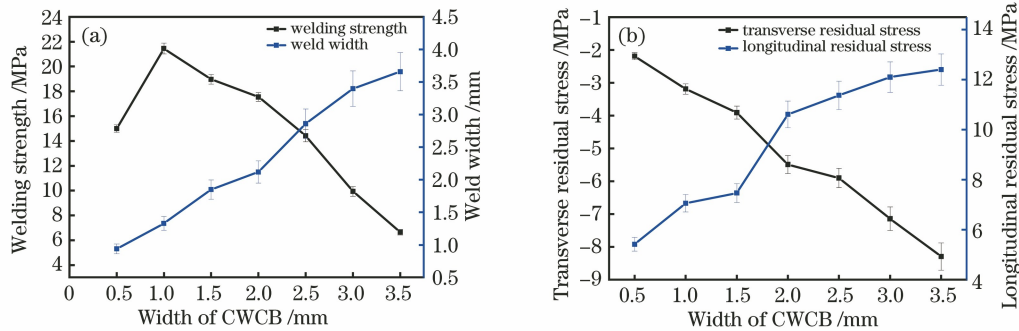 (a)
welding strength
weld width
Welding strength /MPa
24
22
20
18
16
14
12
10
8
6
4
Weld width /mm
4.5
4.0
3.5
3.0
2.5
2.0
1.5
1.0
0.5
0 0.5 1.0 1.5 2.0 2.5 3.0 3.5
Width of CWCB /mm
(b)
transverse residual stress
longitudinal residual stress
Transverse residual stress /MPa
−1
−2
−3
−4
−5
−6
−7
−8
−9
Longitudinal residual stress /MPa
14
12
10
8
6
4
0.5 1.0 1.5 2.0 2.5 3.0 3.5
Width of CWCB /mm